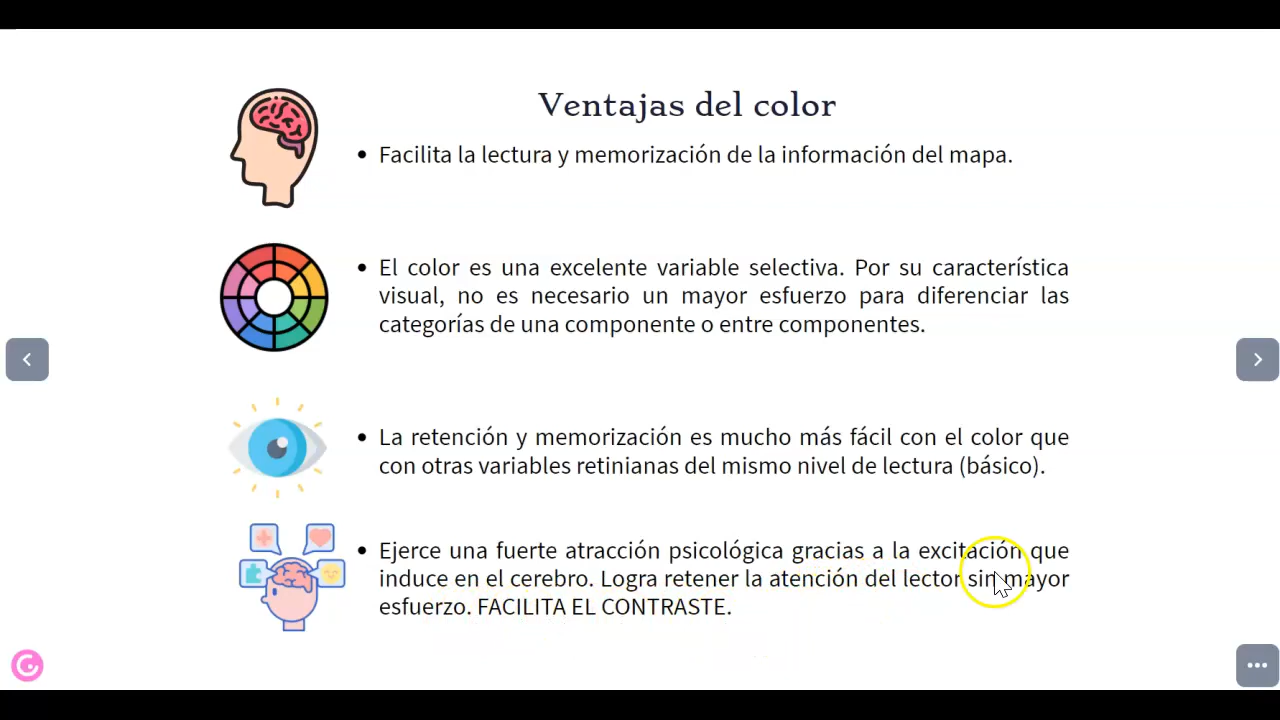 Ventajas del color
• Facilita la lectura y memorización de la información del mapa.
• El color es una excelente variable selectiva. Por su característica
visual, no es necesario un mayor esfuerzo para diferenciar las
categorías de una componente o entre componentes.
• La retención y memorización es mucho más fácil con el color que
con otras variables retinianas del mismo nivel de lectura (básico).
• Ejerce una fuerte atracción psicológica gracias a la excitación que
induce en el cerebro. Logra retener la atención del lector sin mayor
esfuerzo. FACILITA EL CONTRASTE.